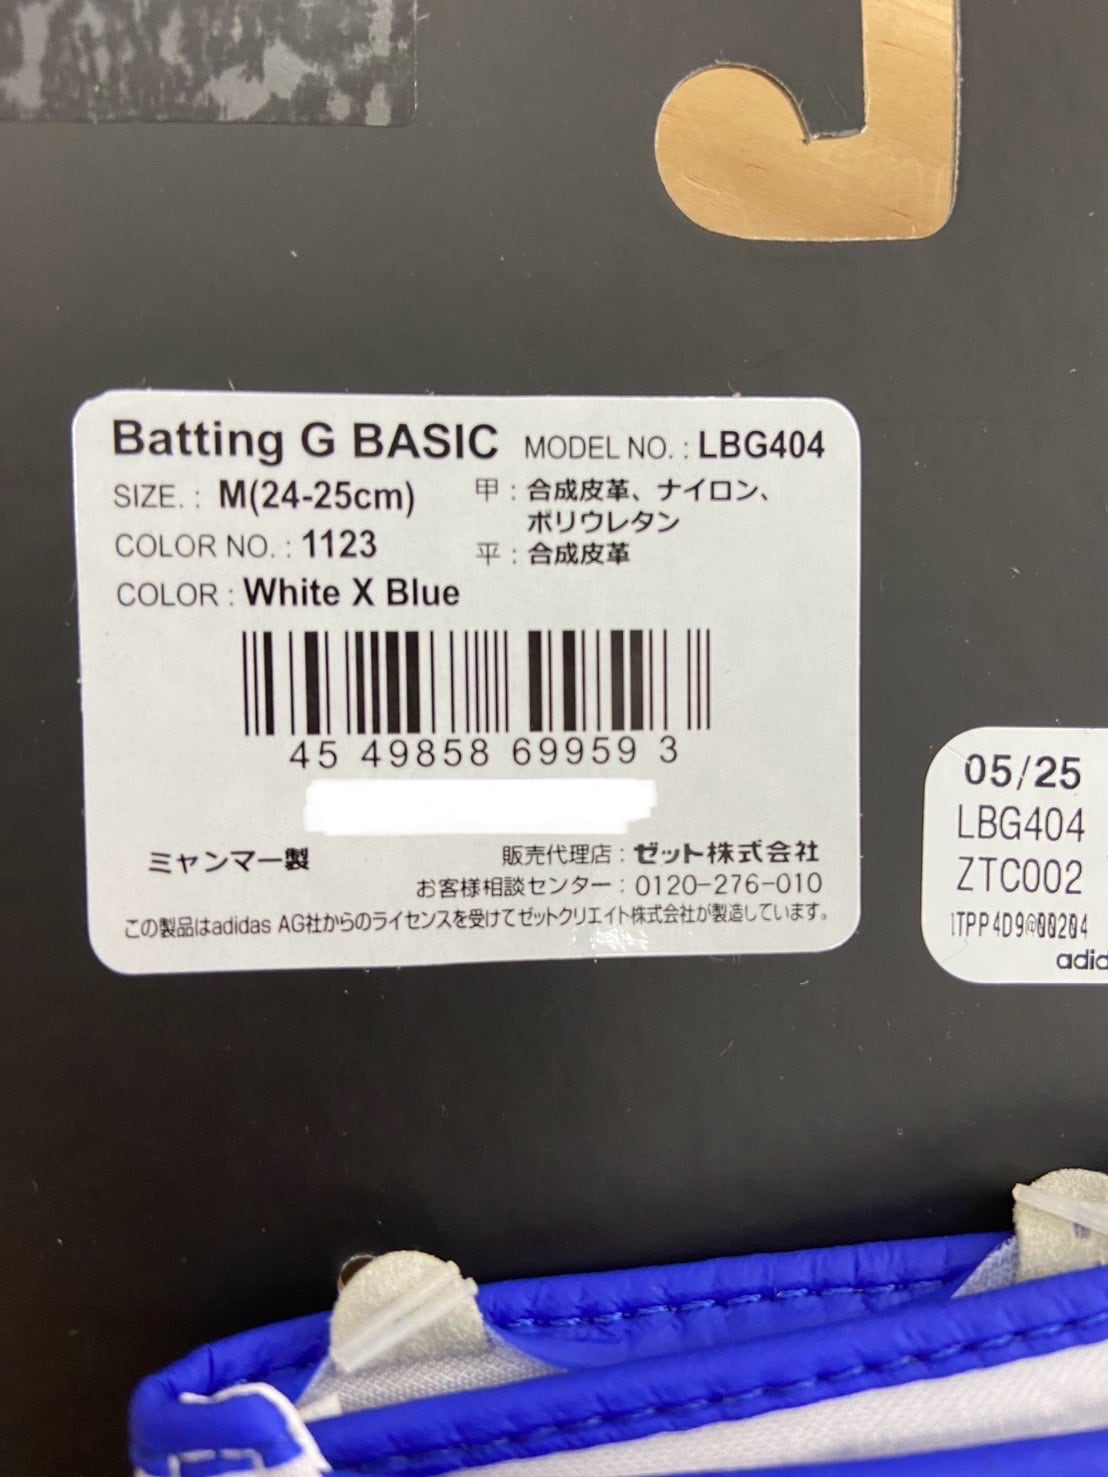 Batting G BASIC MODEL NO. : LBG404
SIZE. : M(24-25cm)
COLOR NO. : 1123
COLOR : White X Blue
甲 : 合成皮革、ナイロン、
ポリウレタン
平 : 合成皮革
45 49858 69959 3
ミャンマー製
販売代理店 : ゼット株式会社
お客様相談センター : 0120-276-010
この製品はadidas AG社からのライセンスを受けてゼットクリエイト株式会社が製造しています。
05/25
LBG404
ZTC002
1TPP4D9@00204
adid